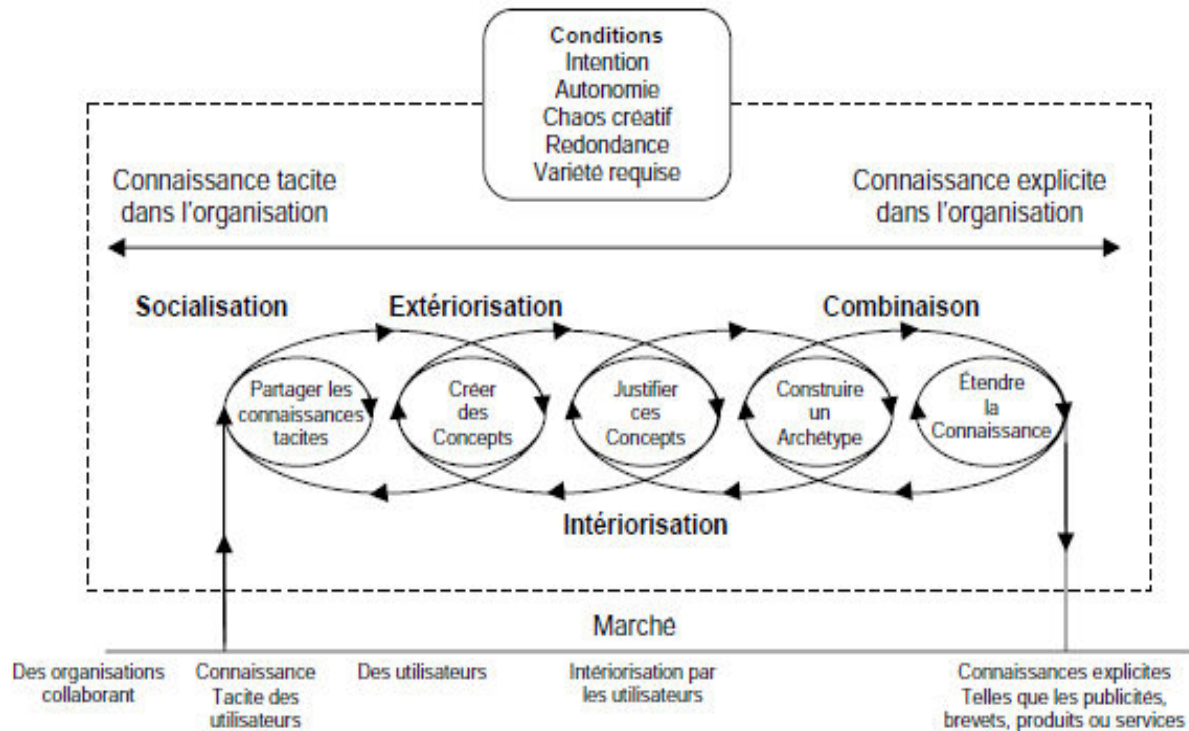 Conditions
Intention
Autonomie
Chaos créatif
Redondance
Variété requise
Connaissance tacite
dans l'organisation
Connaissance explicite
dans l'organisation
Socialisation
Extériorisation
Combinaison
Partager les
connaissances
tacites
Créer
des
Concepts
Justifier
ces
Concepts
Construire
un
Archétype
Étendre
la
Connaissance
Intériorisation
Marché
Des organisations
collaborant
Connaissance
Tacite des
utilisateurs
Des utilisateurs
Intériorisation par
les utilisateurs
Connaissances explicites
Telles que les publicités,
brevets, produits ou services